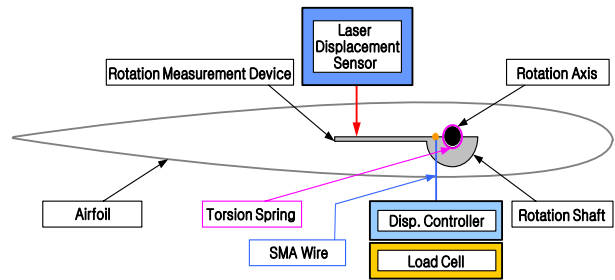 Laser
Displacement
Sensor
Rotation Measurement Device
Rotation Axis
Airfoil
Torsion Spring
Disp. Controller
Rotation Shaft
SMA Wire
Load Cell